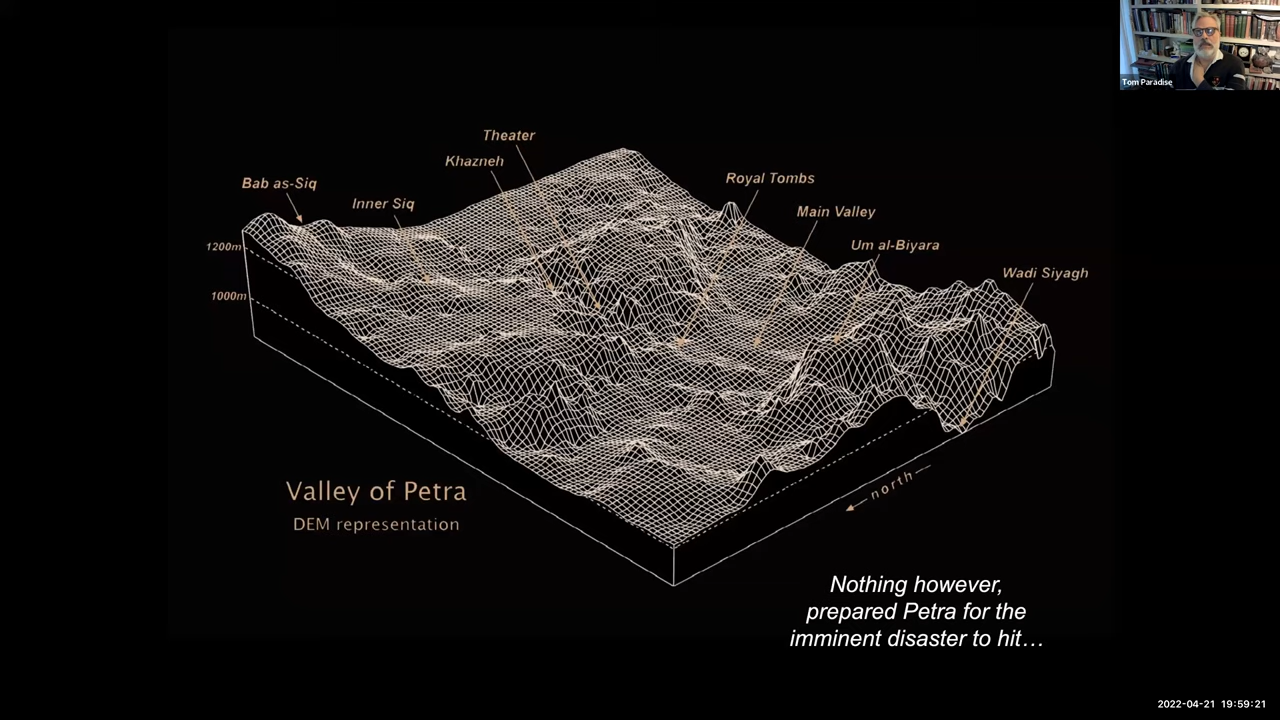 Tom Paradise
Theater
Khazneh
Bab as-Siq
Royal Tombs
Inner Siq
Main Valley
1200m
Um al-Biyara
Wadi Siyagh
1000m
Valley of Petra
north
DEM representation
Nothing however,
prepared Petra for the
imminent disaster to hit…
2022-04-21 19:59:21